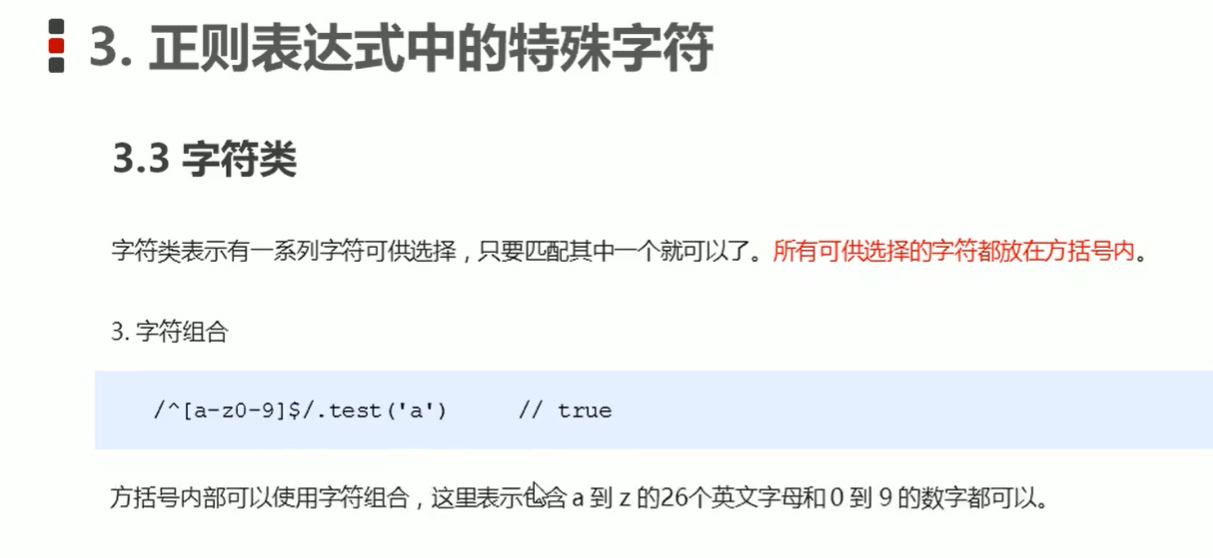 3. 正则表达式中的特殊字符
3.3 字符类
字符类表示有一系列字符可供选择，只要匹配其中一个就可以了。所有可供选择的字符都放在方括号内。
3. 字符组合
/^[a-z0-9]$/.test('a')     // true
方括号内部可以使用字符组合，这里表示包含 a 到 z 的26个英文字母和 0 到 9 的数字都可以。